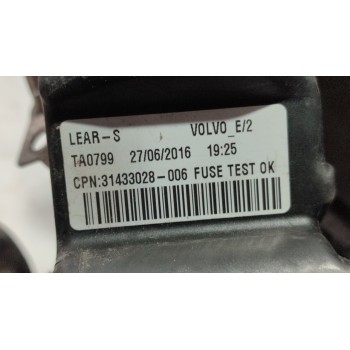 LEAR-S VOLVO_E/2
TA0799 27/06/2016 19:25
CPN:31433028-006 FUSE TEST OK